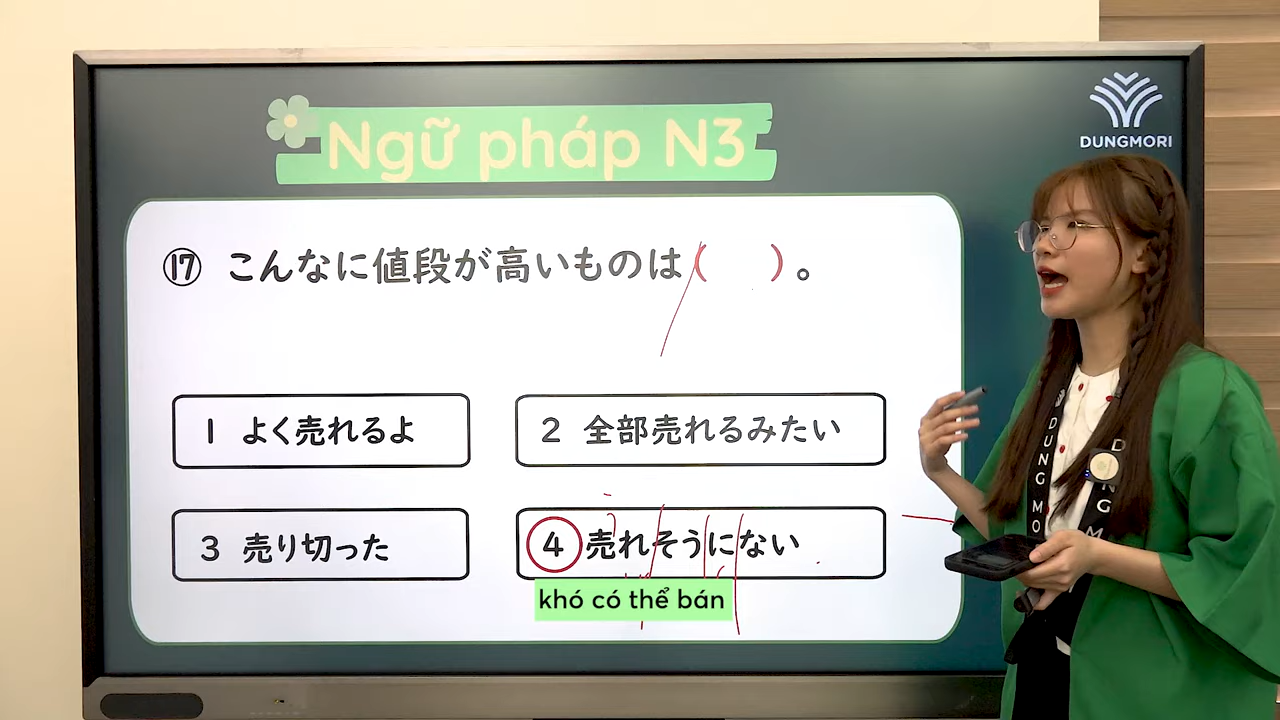 Ngữ pháp N3
DUNGMORI
⑰ こんなに値段が高いものは( )。
1 よく売れるよ
2 全部売れるみたい
3 売り切った
4 売れそうにない
khó có thể bán
DUNG MO